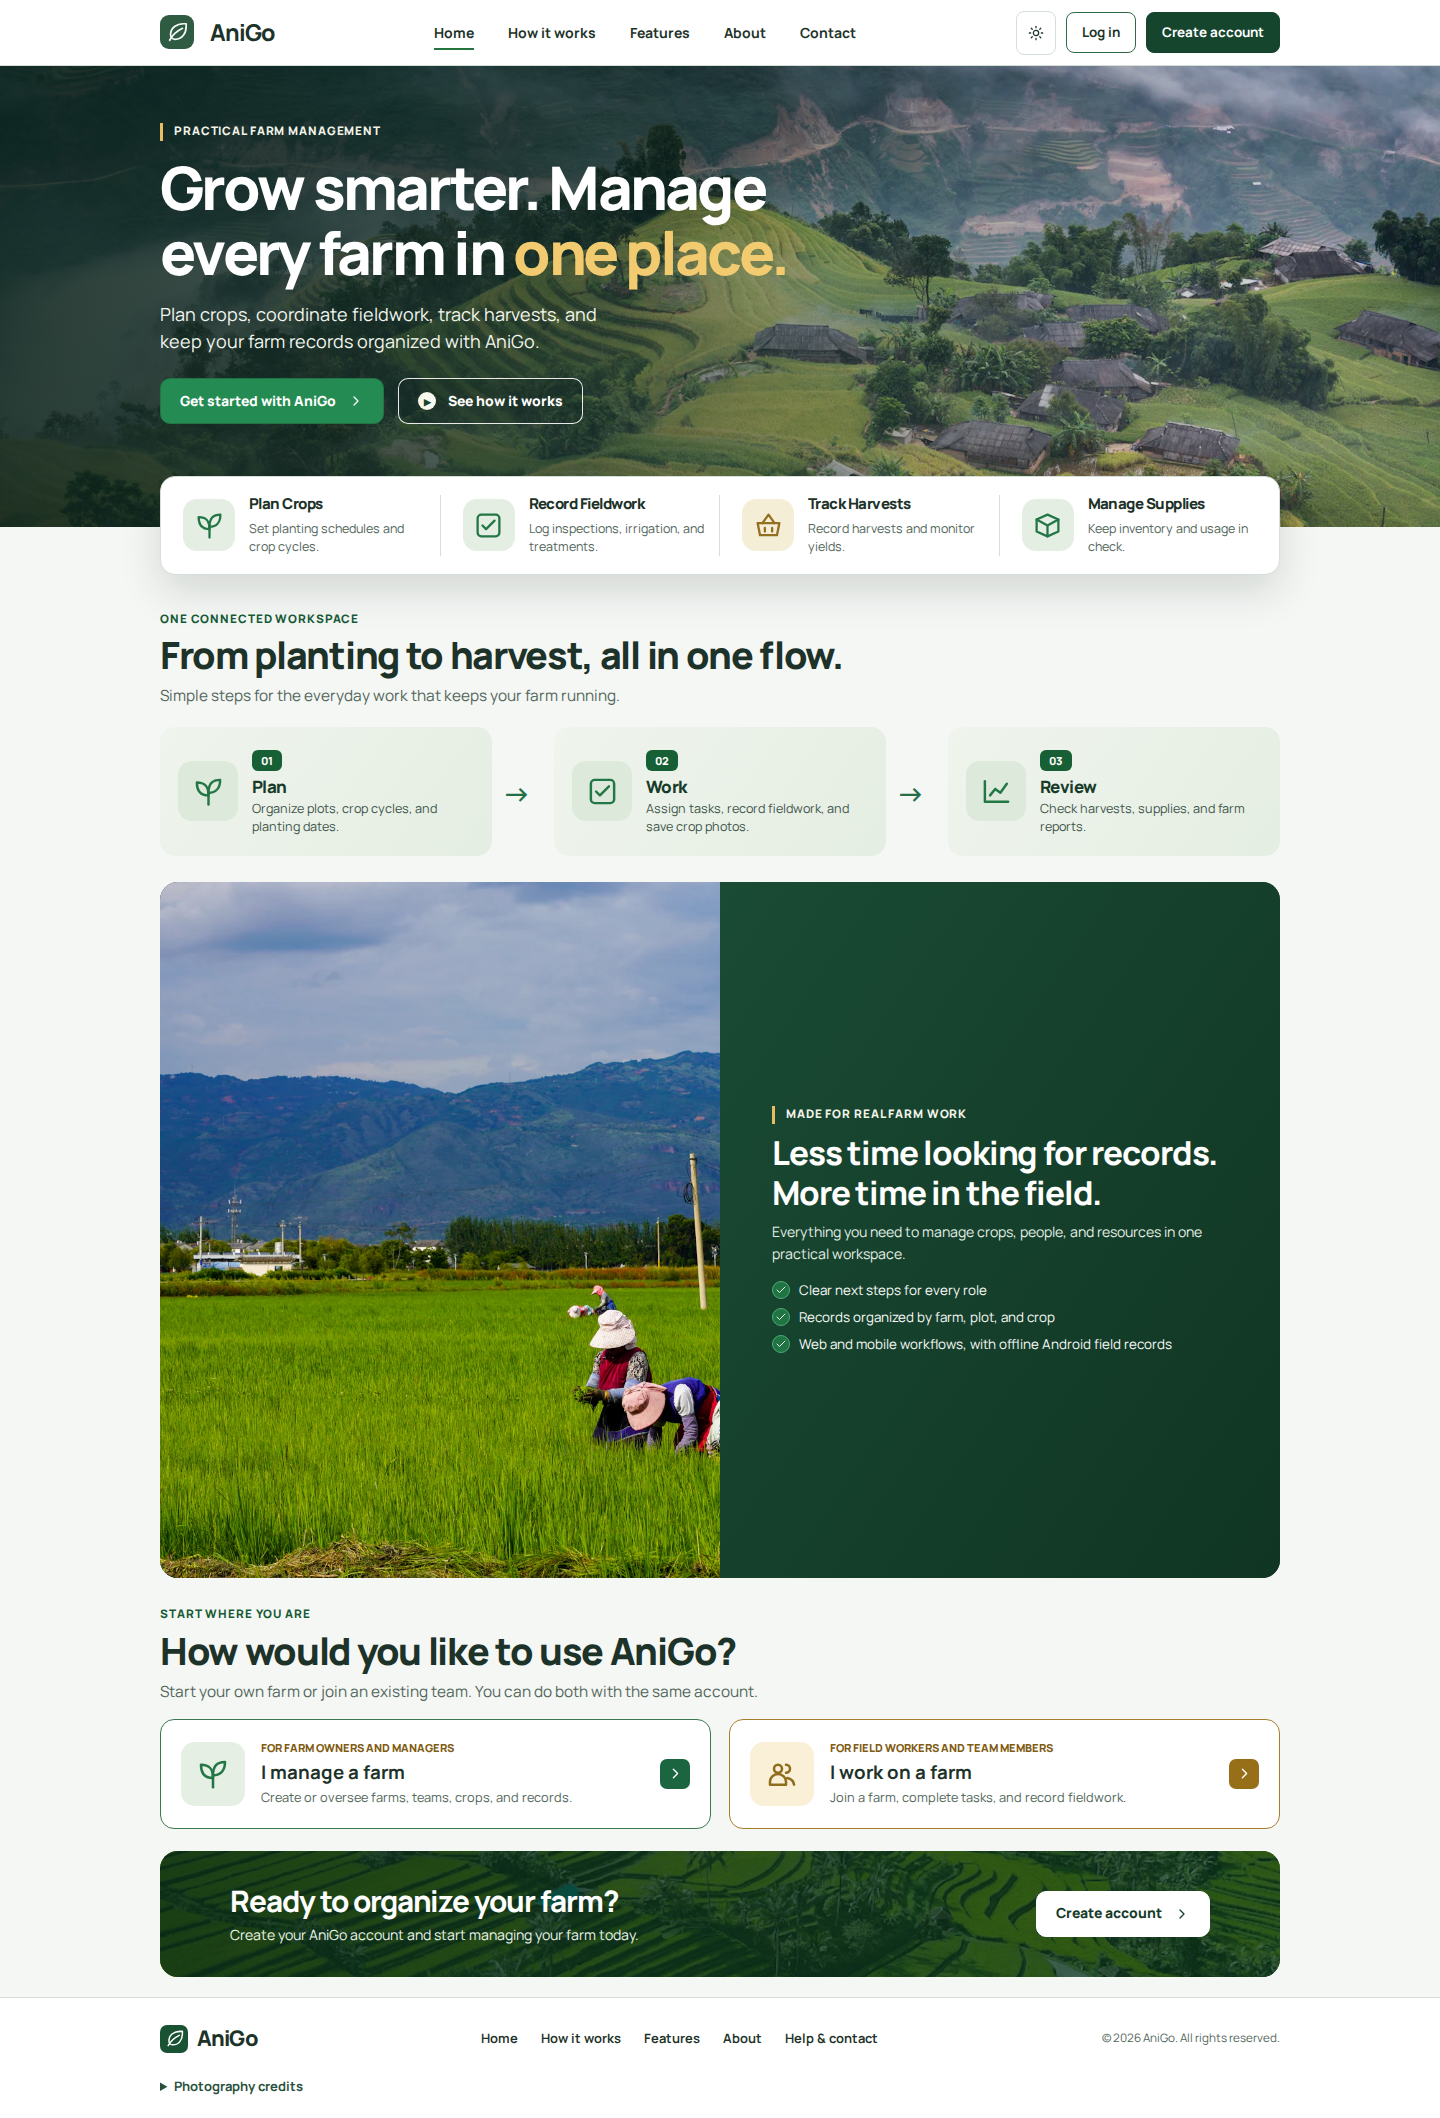 AniGo
Home
How it works
Features
About
Contact
Log in
Create account
PRACTICAL FARM MANAGEMENT
Grow smarter. Manage
every farm in one place.
Plan crops, coordinate fieldwork, track harvests, and
keep your farm records organized with AniGo.
Get started with AniGo
See how it works
Plan Crops
Set planting schedules and
crop cycles.
Record Fieldwork
Log inspections, irrigation, and
treatments.
Track Harvests
Record harvests and monitor
yields.
Manage Supplies
Keep inventory and usage in
check.
ONE CONNECTED WORKSPACE
From planting to harvest, all in one flow.
Simple steps for the everyday work that keeps your farm running.
01
Plan
Organize plots, crop cycles, and
planting dates.
02
Work
Assign tasks, record fieldwork, and
save crop photos.
03
Review
Check harvests, supplies, and farm
reports.
MADE FOR REAL FARM WORK
Less time looking for records.
More time in the field.
Everything you need to manage crops, people, and resources in one
practical workspace.
Clear next steps for every role
Records organized by farm, plot, and crop
Web and mobile workflows, with offline Android field records
START WHERE YOU ARE
How would you like to use AniGo?
Start your own farm or join an existing team. You can do both with the same account.
FOR FARM OWNERS AND MANAGERS
I manage a farm
Create or oversee farms, teams, crops, and records.
FOR FIELD WORKERS AND TEAM MEMBERS
I work on a farm
Join a farm, complete tasks, and record fieldwork.
Ready to organize your farm?
Create your AniGo account and start managing your farm today.
Create account
AniGo
Home
How it works
Features
About
Help & contact
© 2026 AniGo. All rights reserved.
Photography credits